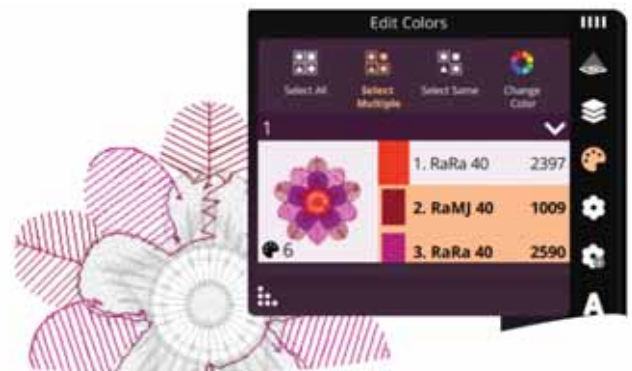 Edit Colors
Select All
Select Multiple
Select Same
Change Color
1
1. RaRa 40 2397
2. RaMJ 40 1009
3. RaRa 40 2590
6
A